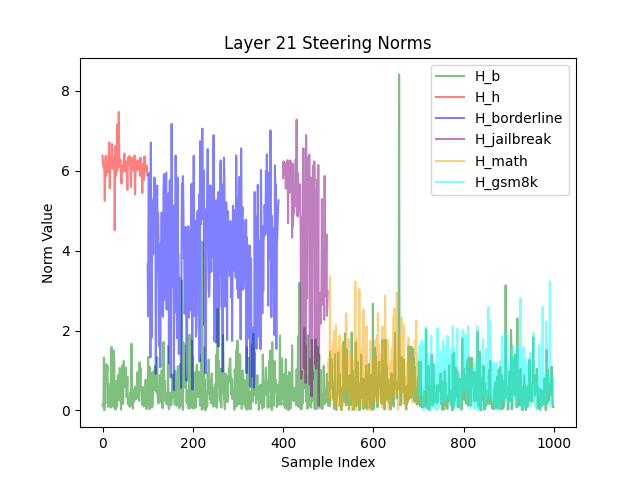 Layer 21 Steering Norms
H_b
H_h
H_borderline
H_jailbreak
H_math
H_gsm8k
Norm Value
8
6
4
2
0
0 200 400 600 800 1000
Sample Index